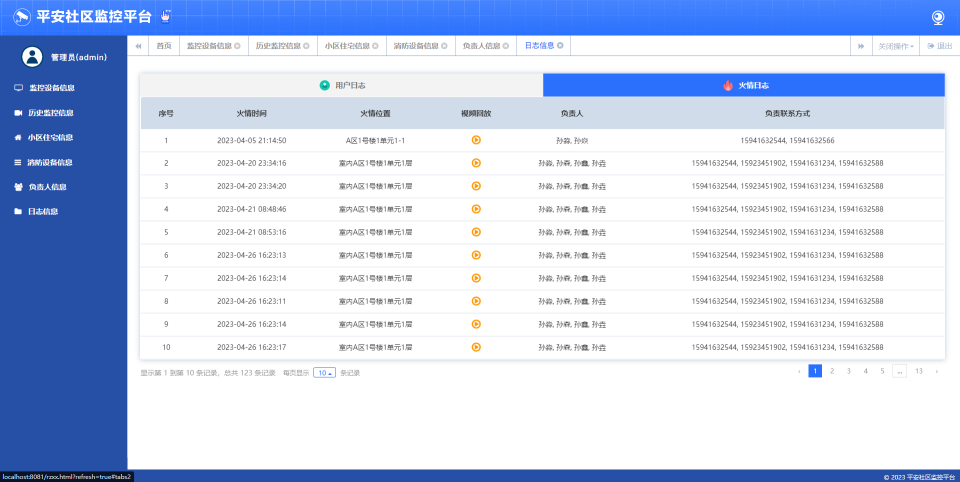 平安社区监控平台
管理员(admin)
监控设备信息
历史监控信息
小区住宅信息
消防设备信息
负责人信息
日志信息
首页 监控设备信息 历史监控信息 小区住宅信息 消防设备信息 负责人信息 日志信息 关闭操作 退出
用户日志 火情日志
序号 火情时间 火情位置 视频回放 负责人 负责联系方式
1 2023-04-05 21:14:50 A区1号楼1单元1-1 孙淼, 孙焱 15941632544, 15941632566
2 2023-04-20 23:34:16 室内A区1号楼1单元1层 孙淼, 孙森, 孙鑫, 孙垚 15941632544, 15923451902, 15941631234, 15941632588
3 2023-04-20 23:34:20 室内A区1号楼1单元1层 孙淼, 孙森, 孙鑫, 孙垚 15941632544, 15923451902, 15941631234, 15941632588
4 2023-04-21 08:48:46 室内A区1号楼1单元1层 孙淼, 孙森, 孙鑫, 孙垚 15941632544, 15923451902, 15941631234, 15941632588
5 2023-04-21 08:53:16 室内A区1号楼1单元1层 孙淼, 孙森, 孙鑫, 孙垚 15941632544, 15923451902, 15941631234, 15941632588
6 2023-04-26 16:23:13 室内A区1号楼1单元1层 孙淼, 孙森, 孙鑫, 孙垚 15941632544, 15923451902, 15941631234, 15941632588
7 2023-04-26 16:23:14 室内A区1号楼1单元1层 孙淼, 孙森, 孙鑫, 孙垚 15941632544, 15923451902, 15941631234, 15941632588
8 2023-04-26 16:23:11 室内A区1号楼1单元1层 孙淼, 孙森, 孙鑫, 孙垚 15941632544, 15923451902, 15941631234, 15941632588
9 2023-04-26 16:23:14 室内A区1号楼1单元1层 孙淼, 孙森, 孙鑫, 孙垚 15941632544, 15923451902, 15941631234, 15941632588
10 2023-04-26 16:23:17 室内A区1号楼1单元1层 孙淼, 孙森, 孙鑫, 孙垚 15941632544, 15923451902, 15941631234, 15941632588
显示第 1 到第 10 条记录，总共 123 条记录 每页显示 10 条记录
‹ 1 2 3 4 5 ... 13 ›
localhost:8081/rzxx.html?refresh=true#tabs2
© 2023 平安社区监控平台